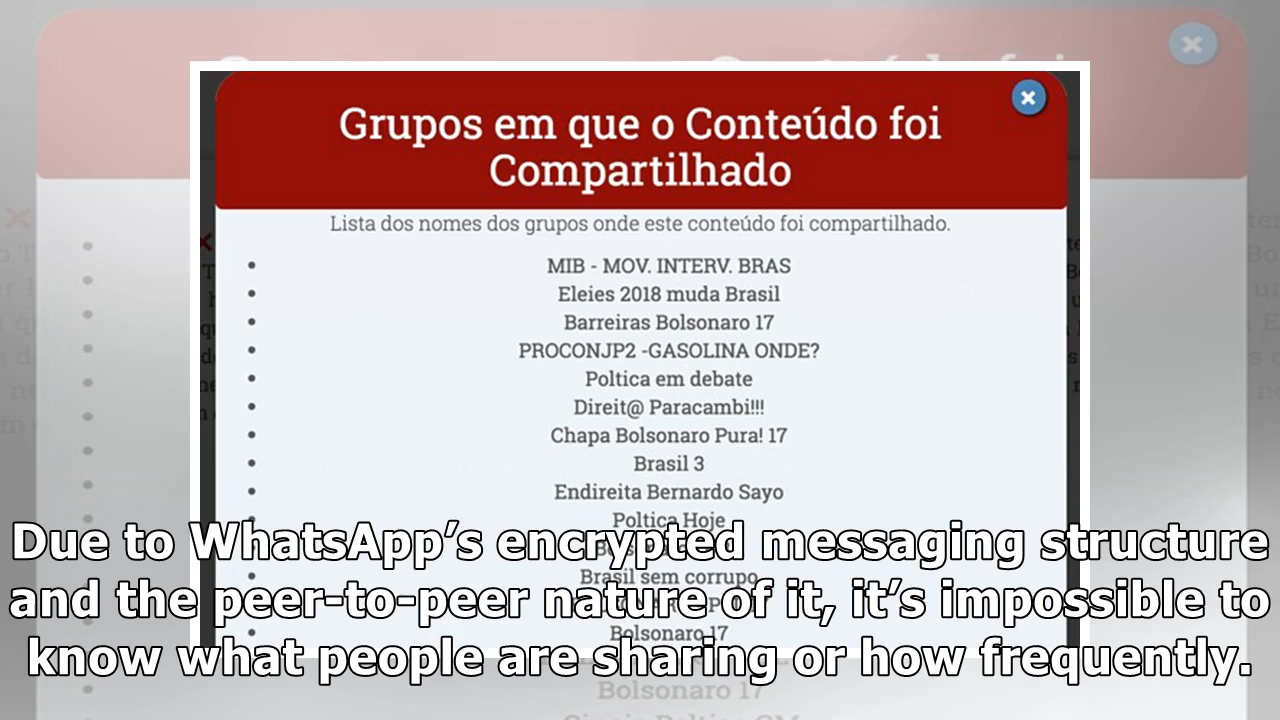 Grupos em que o Conteúdo foi
Compartilhado
Lista dos nomes dos grupos onde este conteúdo foi compartilhado.
MIB - MOV. INTERV. BRAS
Eleies 2018 muda Brasil
Barreiras Bolsonaro 17
PROCONJP2 -GASOLINA ONDE?
Poltica em debate
Direit@ Paracambi!!!
Chapa Bolsonaro Pura! 17
Brasil 3
Endireita Bernardo Sayo
Poltica Hoje
Due to WhatsApp’s encrypted messaging structure
Brasil sem corrupo
and the peer-to-peer nature of it, it’s impossible to
Bolsonaro 17
know what people are sharing or how frequently.
Bolsonaro 17